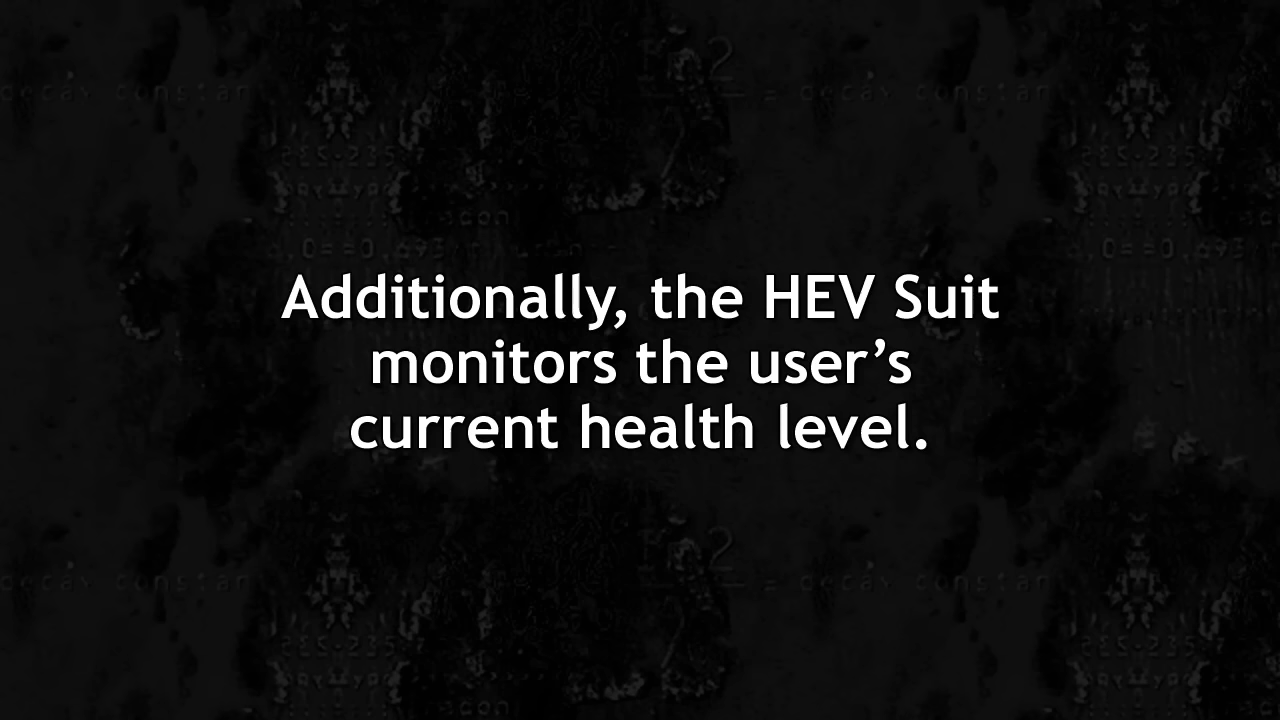 Additionally, the HEV Suit
monitors the user’s
current health level.